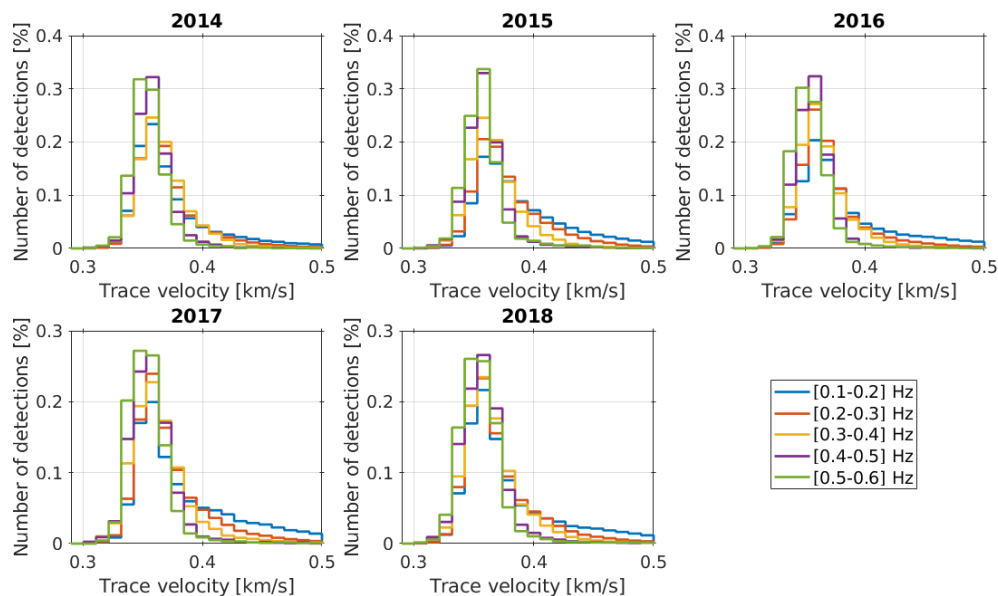 2014
Number of detections [%]
0.4
0.3
0.2
0.1
0
0.3
0.4
0.5
Trace velocity [km/s]
2015
Number of detections [%]
0.4
0.3
0.2
0.1
0
0.3
0.4
0.5
Trace velocity [km/s]
2016
Number of detections [%]
0.4
0.3
0.2
0.1
0
0.3
0.4
0.5
Trace velocity [km/s]
2017
Number of detections [%]
0.3
0.2
0.1
0
0.3
0.4
0.5
Trace velocity [km/s]
2018
Number of detections [%]
0.3
0.2
0.1
0
0.3
0.4
0.5
Trace velocity [km/s]
[0.1-0.2] Hz
[0.2-0.3] Hz
[0.3-0.4] Hz
[0.4-0.5] Hz
[0.5-0.6] Hz